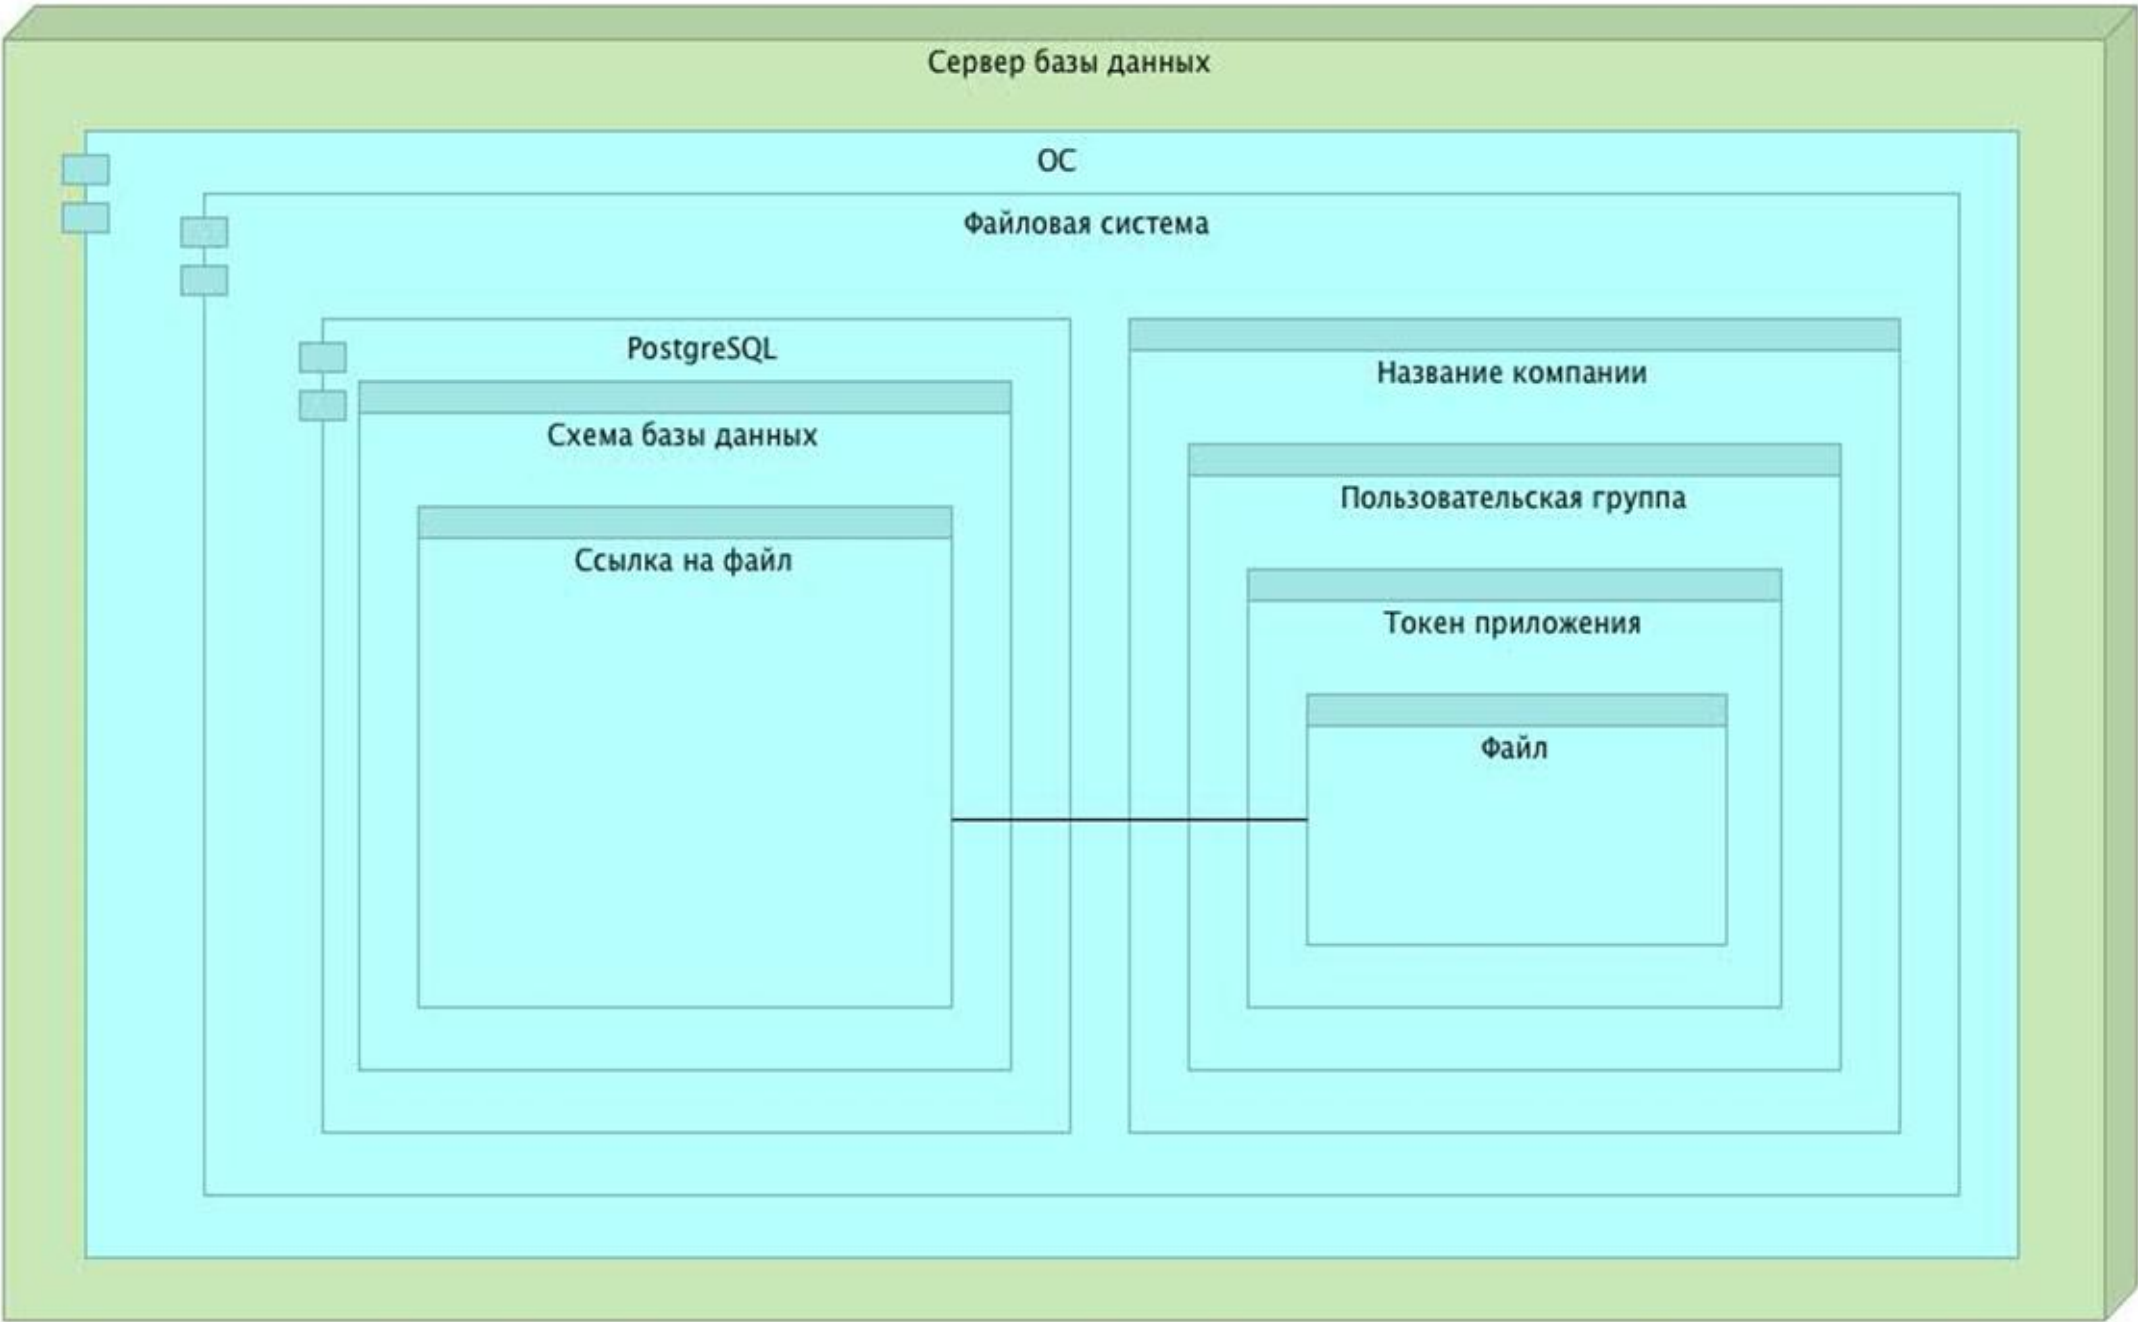 Сервер базы данных
ОС
Файловая система
PostgreSQL
Схема базы данных
Ссылка на файл
Название компании
Пользовательская группа
Токен приложения
Файл